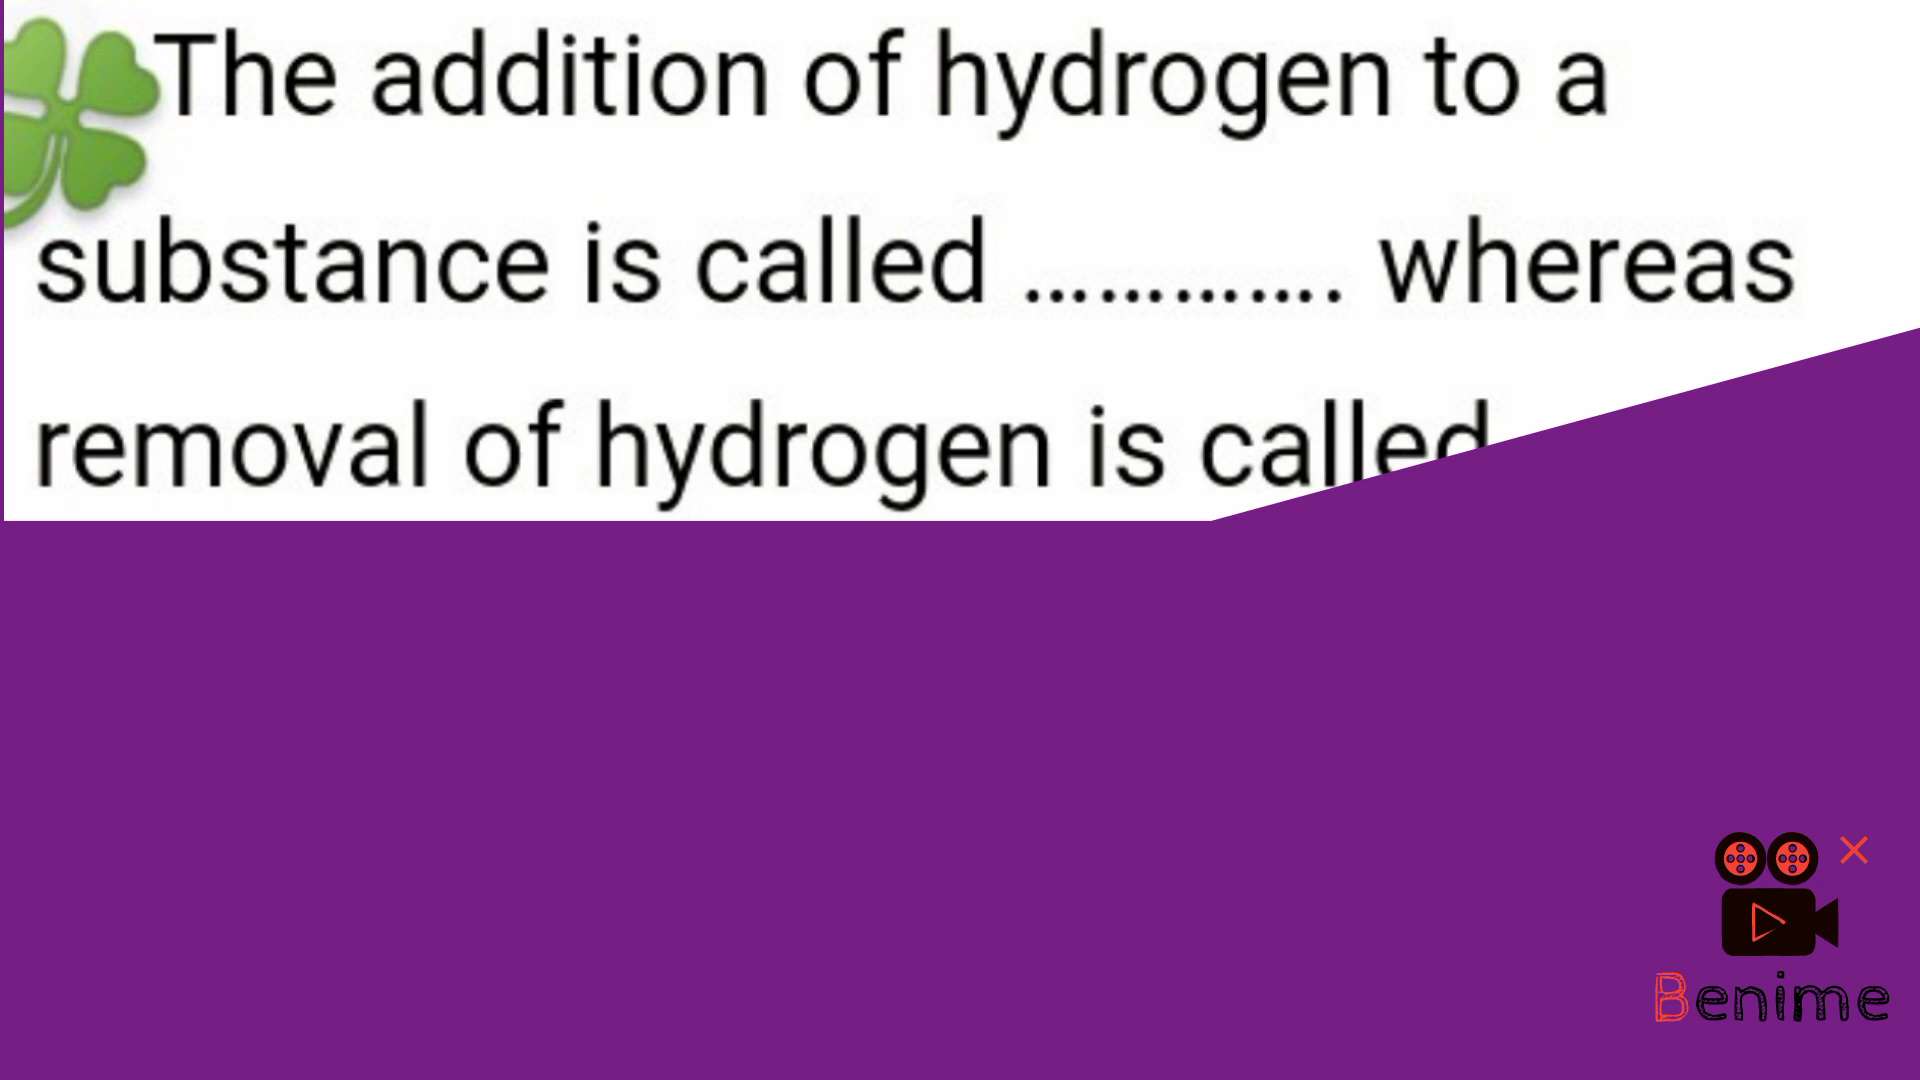 The addition of hydrogen to a
substance is called …………. whereas
removal of hydrogen is called
Benime